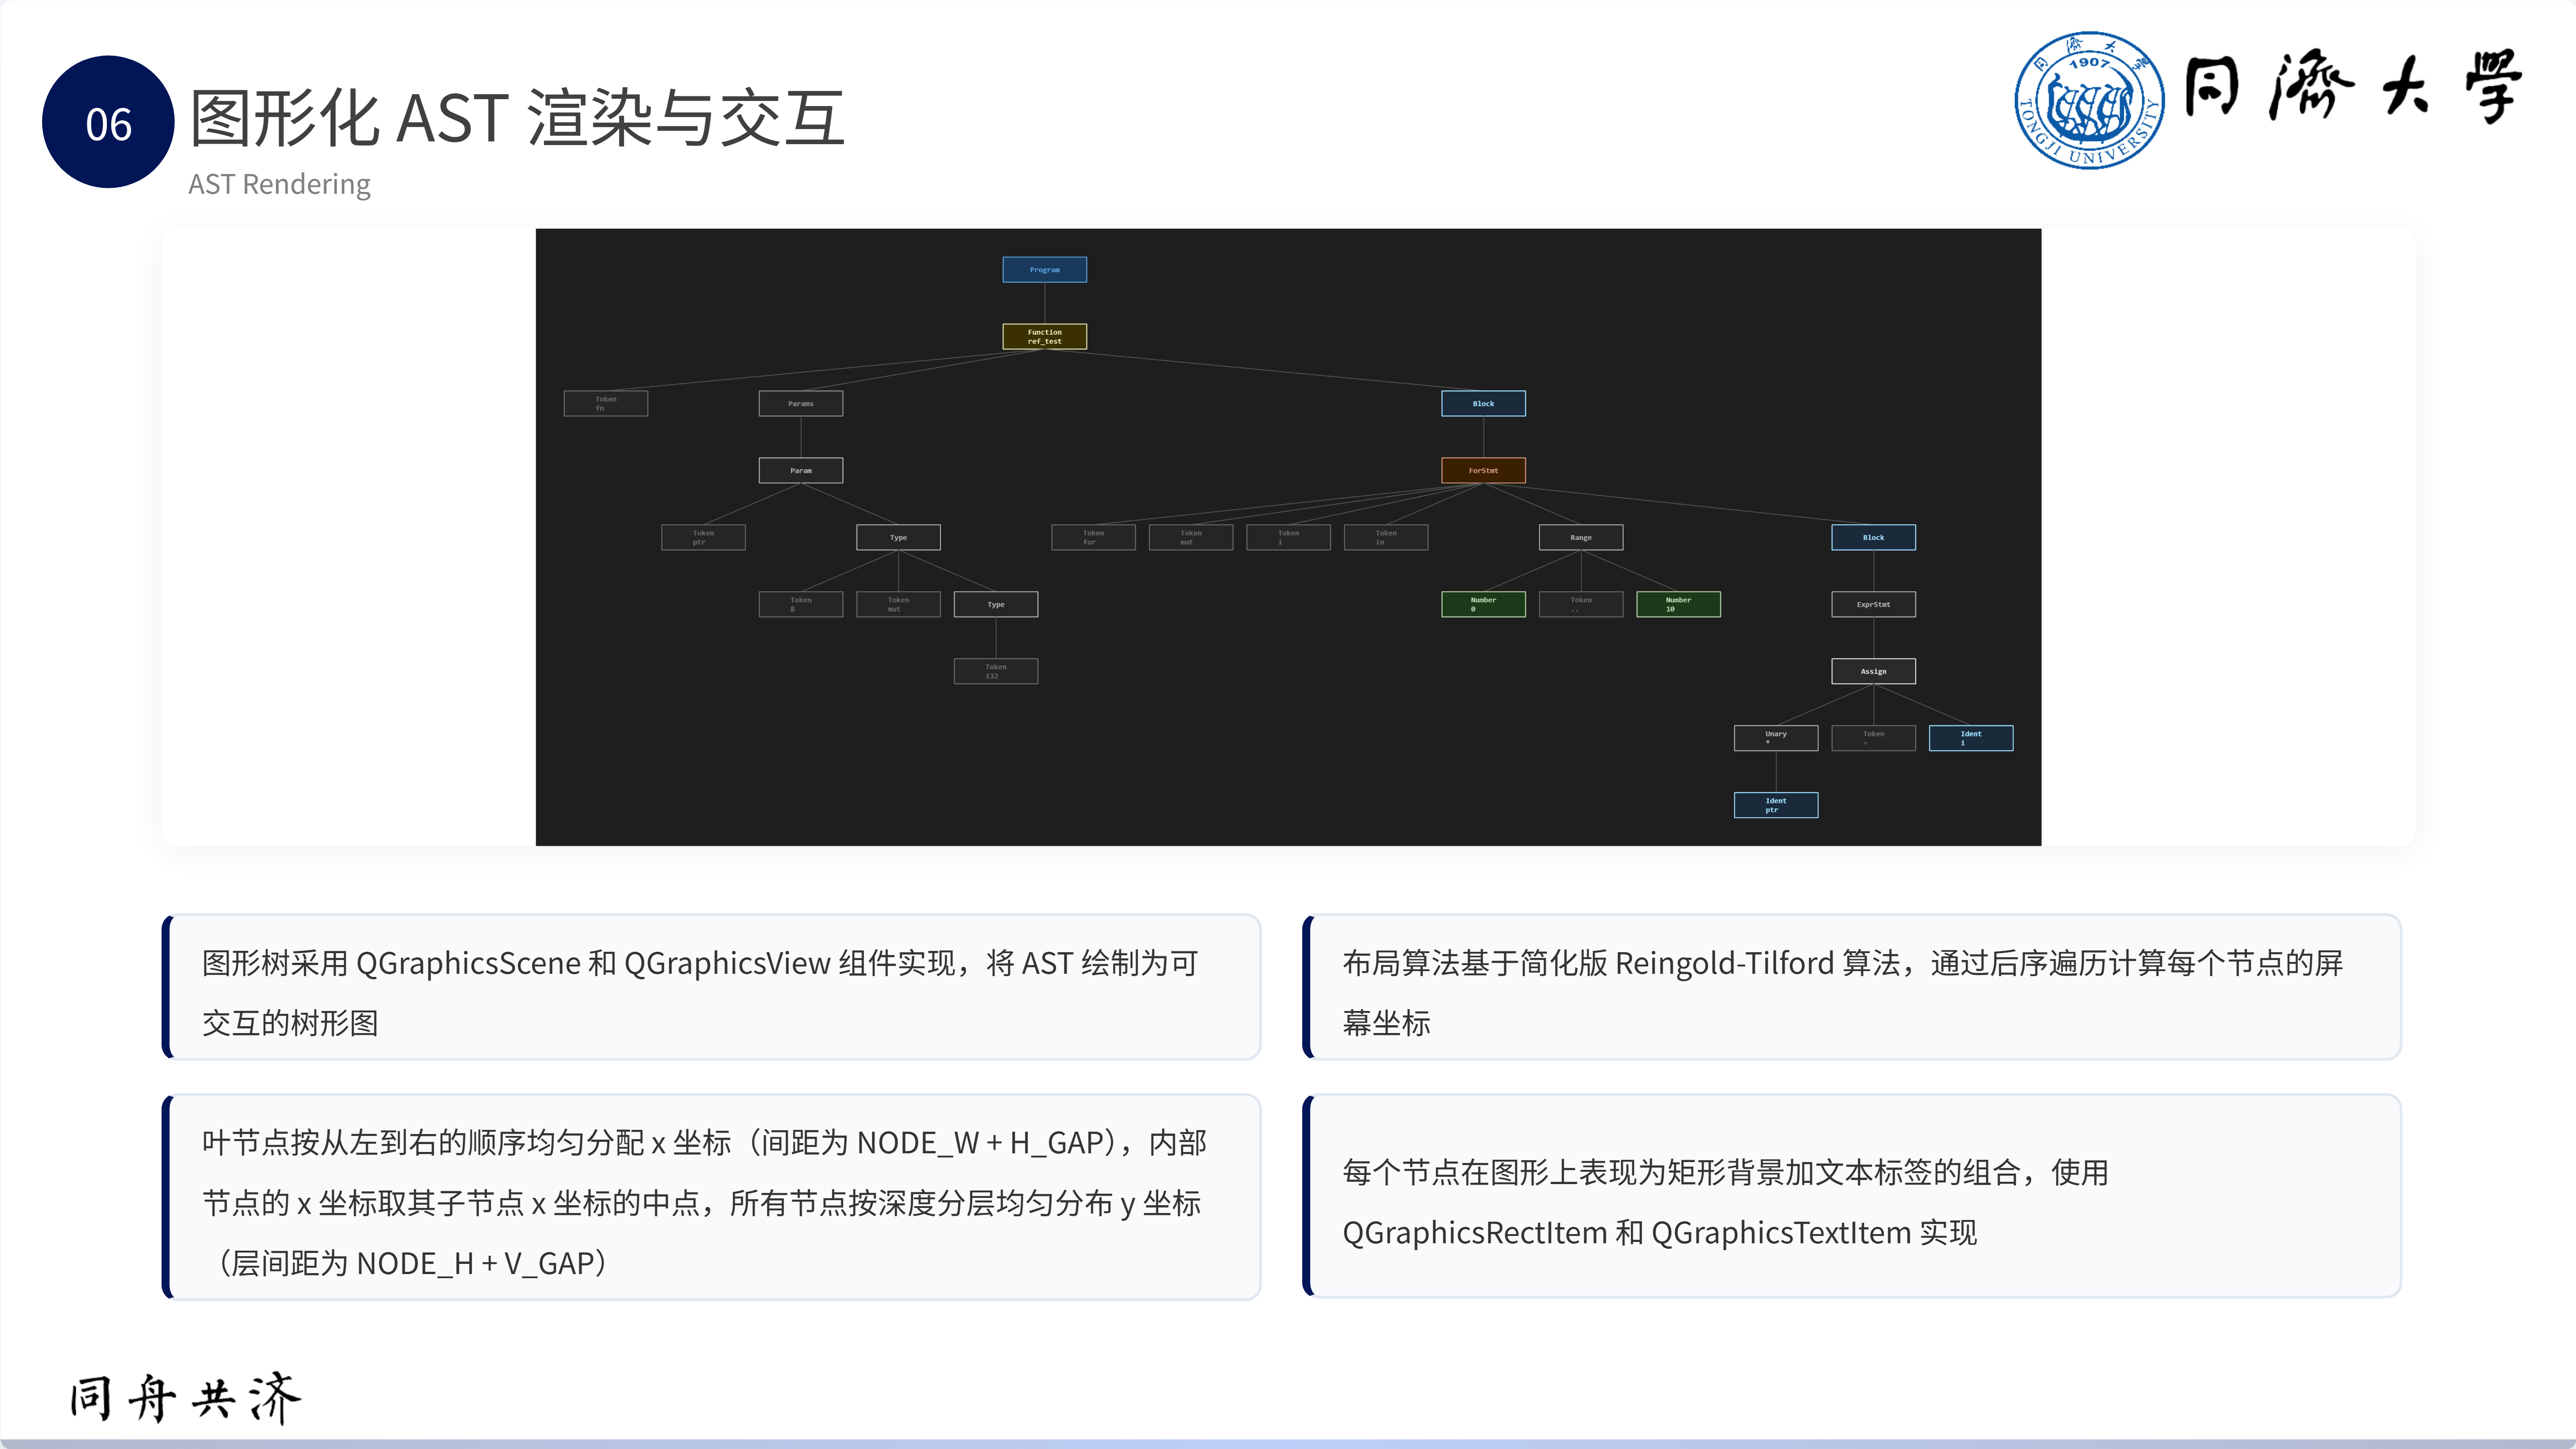 06
图形化 AST 渲染与交互
AST Rendering
同濟大學
1907
同濟大學
TONGJI UNIVERSITY
Program
Function
ref_test
Token
fn
Params
Block
Param
ForStmt
Token
ptr
Type
Token
for
Token
mut
Token
i
Token
in
Range
Block
Token
&
Token
mut
Type
Number
0
Token
..
Number
10
ExprStmt
Token
i32
Assign
Unary
*
Token
=
Ident
i
Ident
ptr
图形树采用 QGraphicsScene 和 QGraphicsView 组件实现，将 AST 绘制为可
交互的树形图
布局算法基于简化版 Reingold-Tilford 算法，通过后序遍历计算每个节点的屏
幕坐标
叶节点按从左到右的顺序均匀分配 x 坐标（间距为 NODE_W + H_GAP），内部
节点的 x 坐标取其子节点 x 坐标的中点，所有节点按深度分层均匀分布 y 坐标
（层间距为 NODE_H + V_GAP）
每个节点在图形上表现为矩形背景加文本标签的组合，使用
QGraphicsRectItem 和 QGraphicsTextItem 实现
同舟共济